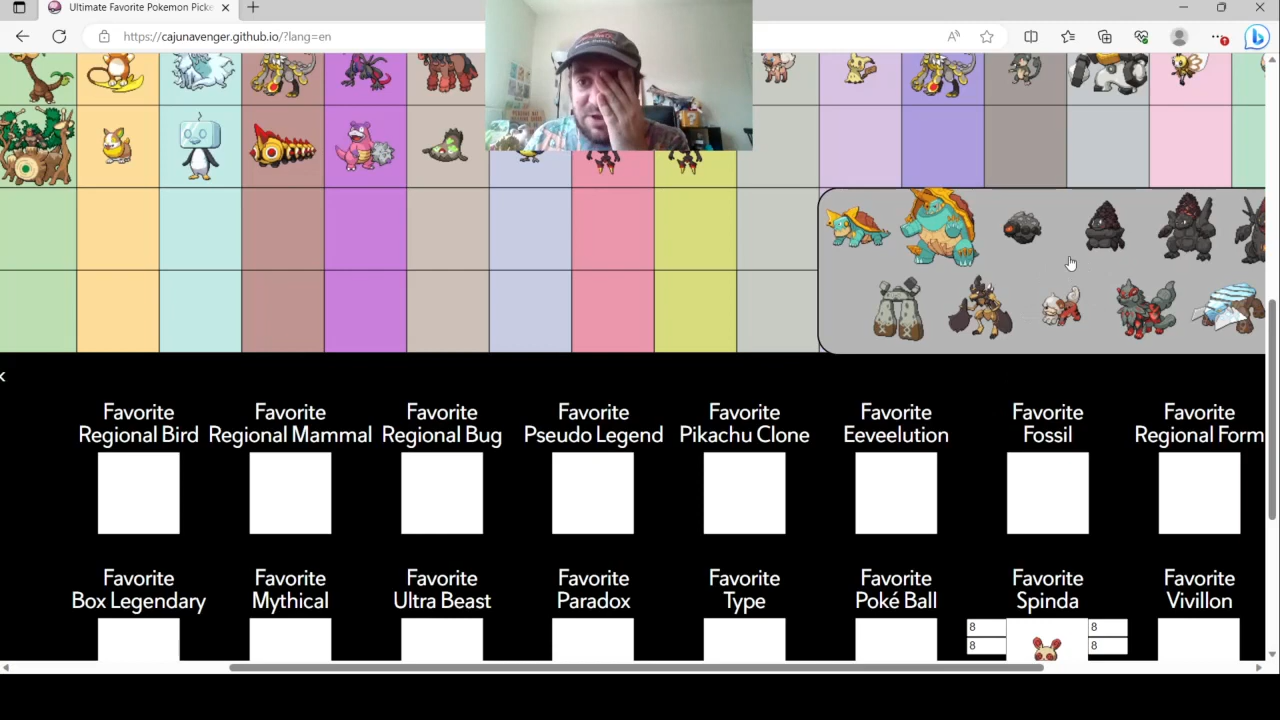 Ultimate Favorite Pokemon Picke
https://cajunavenger.github.io/?lang=en
Favorite Regional Bird
Favorite Regional Mammal
Favorite Regional Bug
Favorite Pseudo Legend
Favorite Pikachu Clone
Favorite Eeveelution
Favorite Fossil
Favorite Regional Form
Favorite Box Legendary
Favorite Mythical
Favorite Ultra Beast
Favorite Paradox
Favorite Type
Favorite Poké Ball
Favorite Spinda
Favorite Vivillon
8
8
8
8